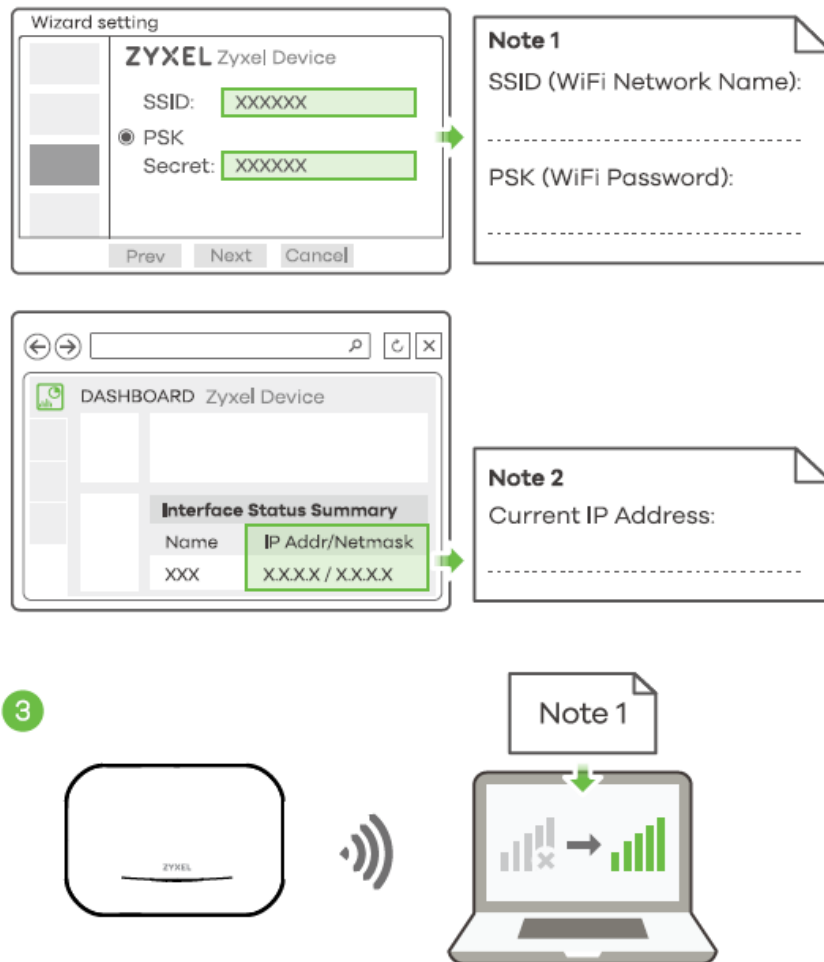 Wizard setting
ZYXEL Zyxel Device
SSID: XXXXXX
PSK
Secret: XXXXXX
Prev Next Cancel
Note 1
SSID (WiFi Network Name):
PSK (WiFi Password):
DASHBOARD Zyxel Device
Interface Status Summary
Name IP Addr/Netmask
XXX X.X.X.X / X.X.X.X
Note 2
Current IP Address:
3
ZYXEL
Note 1